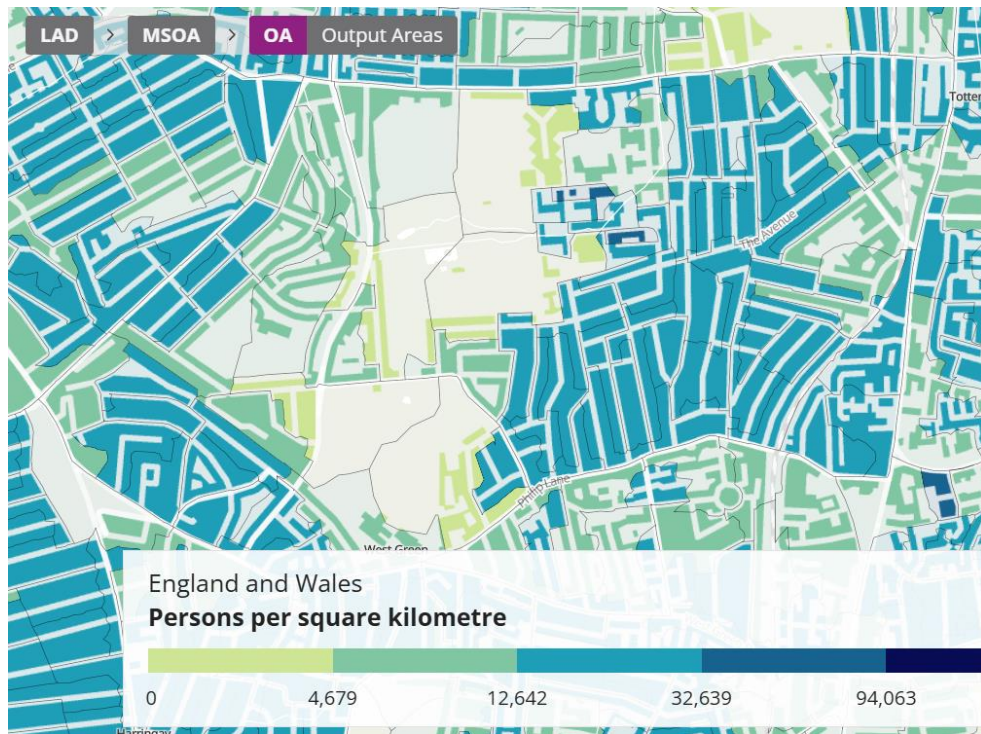 LAD > MSOA > OA Output Areas
The Avenue
Philip Lane
West Green
England and Wales
Persons per square kilometre
0 4,679 12,642 32,639 94,063
Harringay